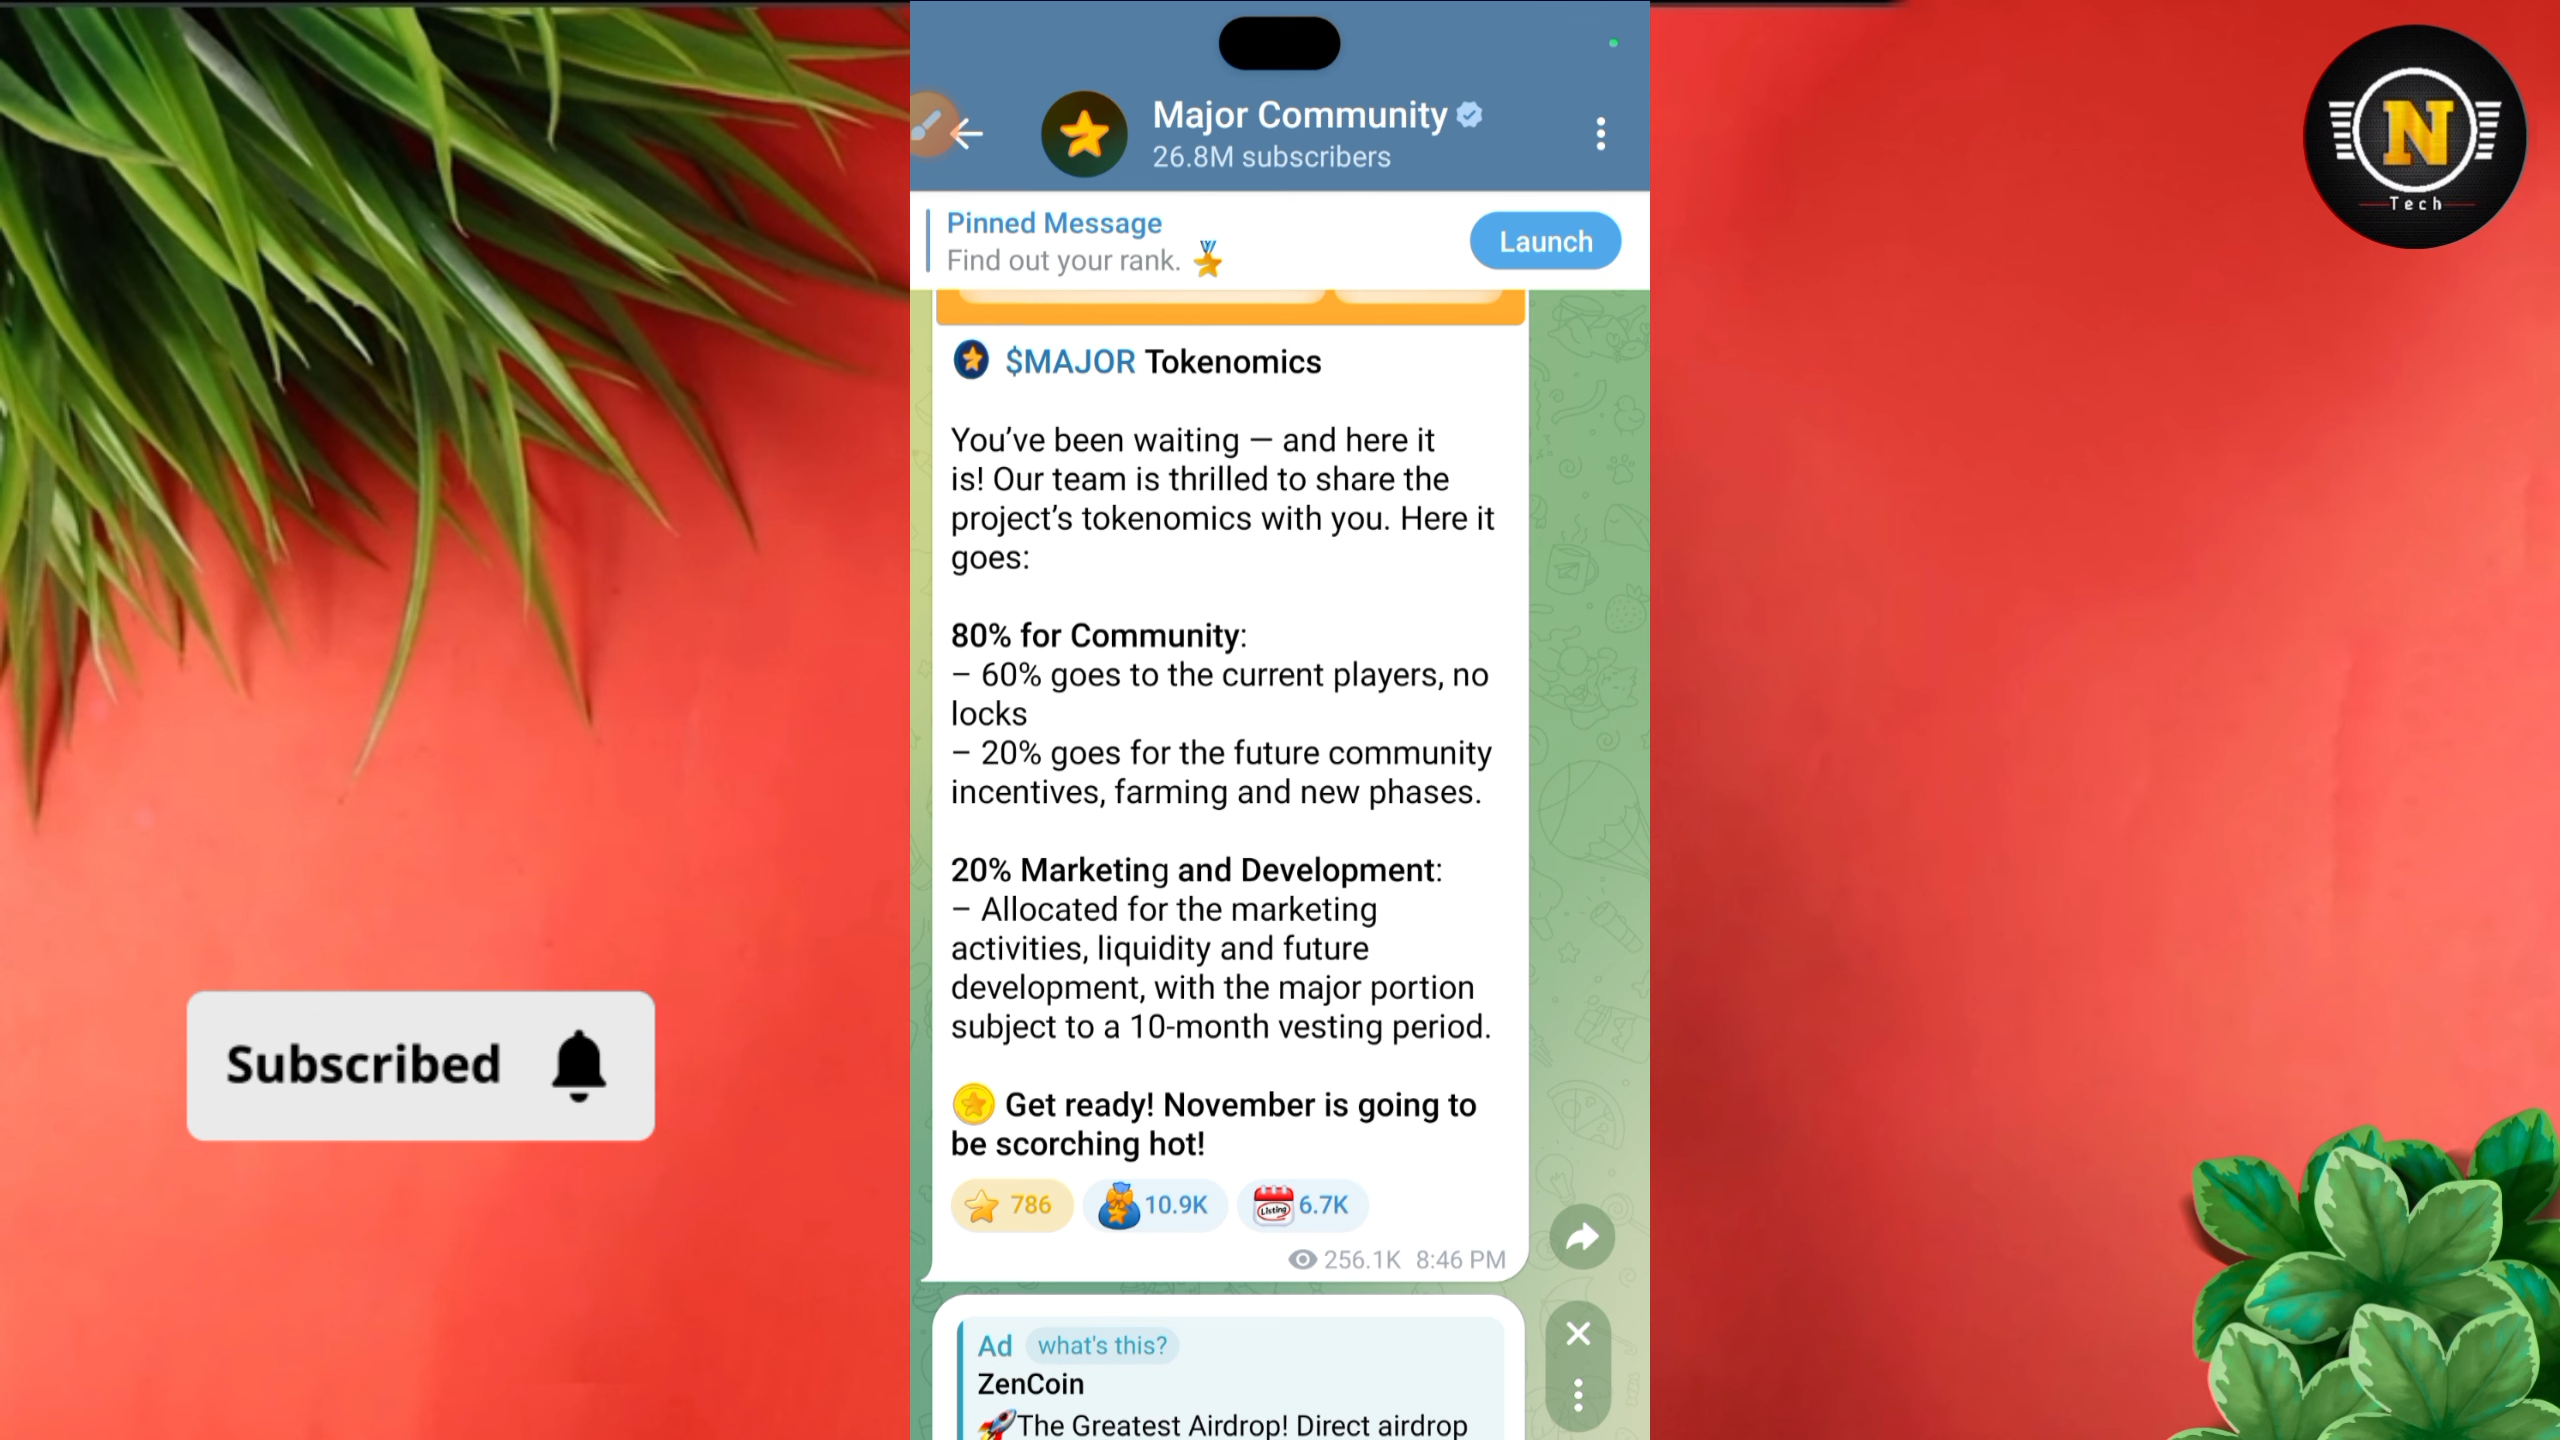 Major Community
26.8M subscribers
Pinned Message
Find out your rank.
Launch
$MAJOR Tokenomics
You’ve been waiting — and here it
is! Our team is thrilled to share the
project’s tokenomics with you. Here it
goes:
80% for Community:
– 60% goes to the current players, no
locks
– 20% goes for the future community
incentives, farming and new phases.
20% Marketing and Development:
– Allocated for the marketing
activities, liquidity and future
development, with the major portion
subject to a 10-month vesting period.
Get ready! November is going to
be scorching hot!
786 10.9K Listing 6.7K
256.1K 8:46 PM
Ad what's this?
ZenCoin
The Greatest Airdrop! Direct airdrop
Subscribed
N
Tech